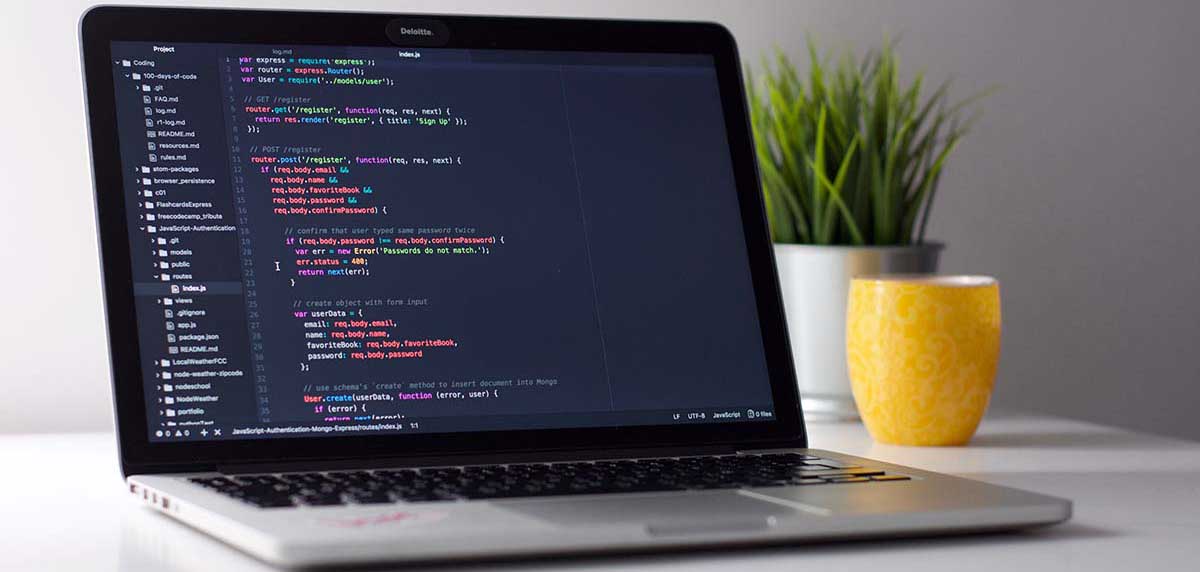 Deloitte.
Project
Coding
100-days-of-code
.git
FAQ.md
log.md
r1-log.md
README.md
resources.md
rules.md
atom-packages
browser_persistence
c01
FlashcardsExpress
freecodecamp_tribute
JavaScript-Authentication
.git
models
public
routes
index.js
views
.gitignore
app.js
package.json
README.md
LocalWeatherFCC
node-weather-zipcode
nodeschool
NodeWeather
portfolio
pythonTest
log.md
index.js
1 var express = require('express');
2 var router = express.Router();
3 var User = require('../models/user');
4
5 // GET /register
6 router.get('/register', function(req, res, next) {
7 return res.render('register', { title: 'Sign Up' });
8 });
9
10 // POST /register
11 router.post('/register', function(req, res, next) {
12 if (req.body.email &&
13 req.body.name &&
14 req.body.favoriteBook &&
15 req.body.password &&
16 req.body.confirmPassword) {
17
18 // confirm that user typed same password twice
19 if (req.body.password !== req.body.confirmPassword) {
20 var err = new Error('Passwords do not match.');
21 err.status = 400;
22 return next(err);
23 }
24
25 // create object with form input
26 var userData = {
27 email: req.body.email,
28 name: req.body.name,
29 favoriteBook: req.body.favoriteBook,
30 password: req.body.password
31 };
32
33 // use schema's `create` method to insert document into Mongo
34 User.create(userData, function (error, user) {
35 if (error) {
return next(error);
0 0 JavaScript-Authentication-Mongo-Express/routes/index.js 1:1 LF UTF-8 JavaScript 0 files